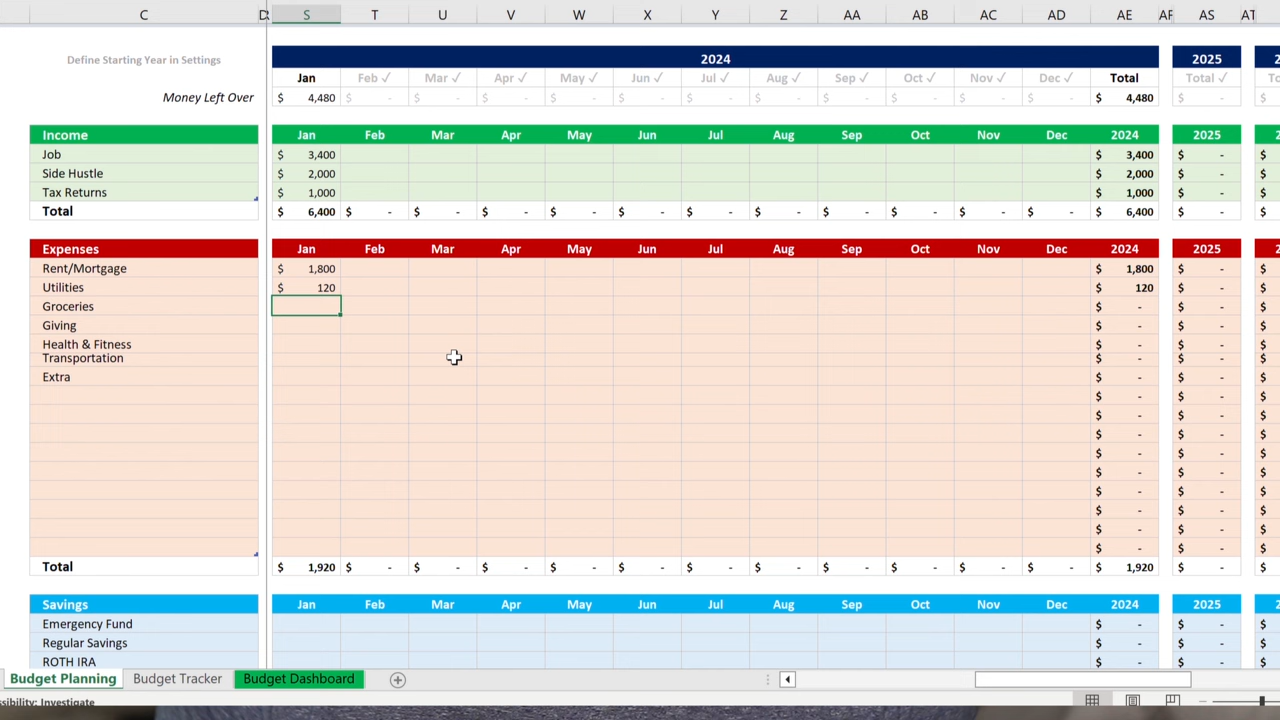 C D S T U V W X Y Z AA AB AC AD AE AF AS AT
Define Starting Year in Settings 2024 2025
Jan Feb ✓ Mar ✓ Apr ✓ May ✓ Jun ✓ Jul ✓ Aug ✓ Sep ✓ Oct ✓ Nov ✓ Dec ✓ Total Total ✓
Money Left Over $ 4,480 $ - $ - $ - $ - $ - $ - $ - $ - $ - $ - $ - $ 4,480 $ - $
Income Jan Feb Mar Apr May Jun Jul Aug Sep Oct Nov Dec 2024 2025
Job $ 3,400 $ 3,400 $ - $
Side Hustle $ 2,000 $ 2,000 $ - $
Tax Returns $ 1,000 $ 1,000 $ - $
Total $ 6,400 $ - $ - $ - $ - $ - $ - $ - $ - $ - $ - $ - $ 6,400 $ - $
Expenses Jan Feb Mar Apr May Jun Jul Aug Sep Oct Nov Dec 2024 2025
Rent/Mortgage $ 1,800 $ 1,800 $ - $
Utilities $ 120 $ 120 $ - $
Groceries $ - $ - $
Giving $ - $ - $
Health & Fitness $ - $ - $
Transportation $ - $ - $
Extra $ - $ - $
$ - $ - $
$ - $ - $
$ - $ - $
$ - $ - $
$ - $ - $
$ - $ - $
$ - $ - $
$ - $ - $
$ - $ - $
Total $ 1,920 $ - $ - $ - $ - $ - $ - $ - $ - $ - $ - $ - $ 1,920 $ - $
Savings Jan Feb Mar Apr May Jun Jul Aug Sep Oct Nov Dec 2024 2025
Emergency Fund $ - $ - $
Regular Savings $ - $ - $
ROTH IRA $ - $ - $
Budget Planning Budget Tracker Budget Dashboard
ssibility: Investigate